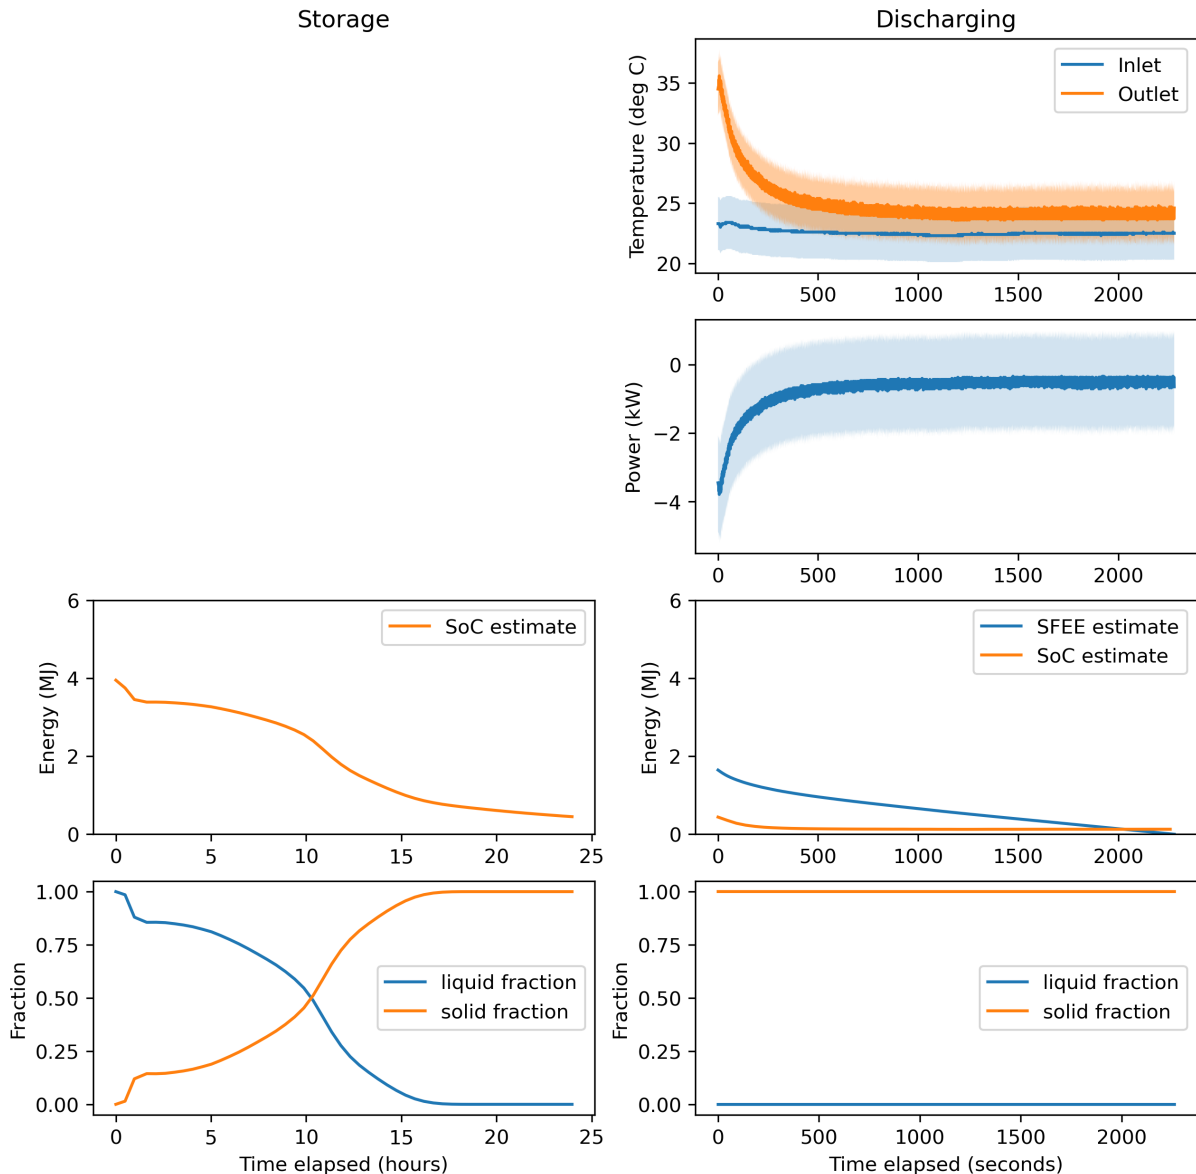 Storage
Discharging
Temperature (deg C)
35
30
25
20
Inlet
Outlet
0 500 1000 1500 2000
Power (kW)
0
−2
−4
0 500 1000 1500 2000
Energy (MJ)
6
4
2
0
SoC estimate
0 5 10 15 20 25
Energy (MJ)
6
4
2
0
SFEE estimate
SoC estimate
0 500 1000 1500 2000
Fraction
1.00
0.75
0.50
0.25
0.00
liquid fraction
solid fraction
0 5 10 15 20 25
Time elapsed (hours)
Fraction
1.00
0.75
0.50
0.25
0.00
liquid fraction
solid fraction
0 500 1000 1500 2000
Time elapsed (seconds)